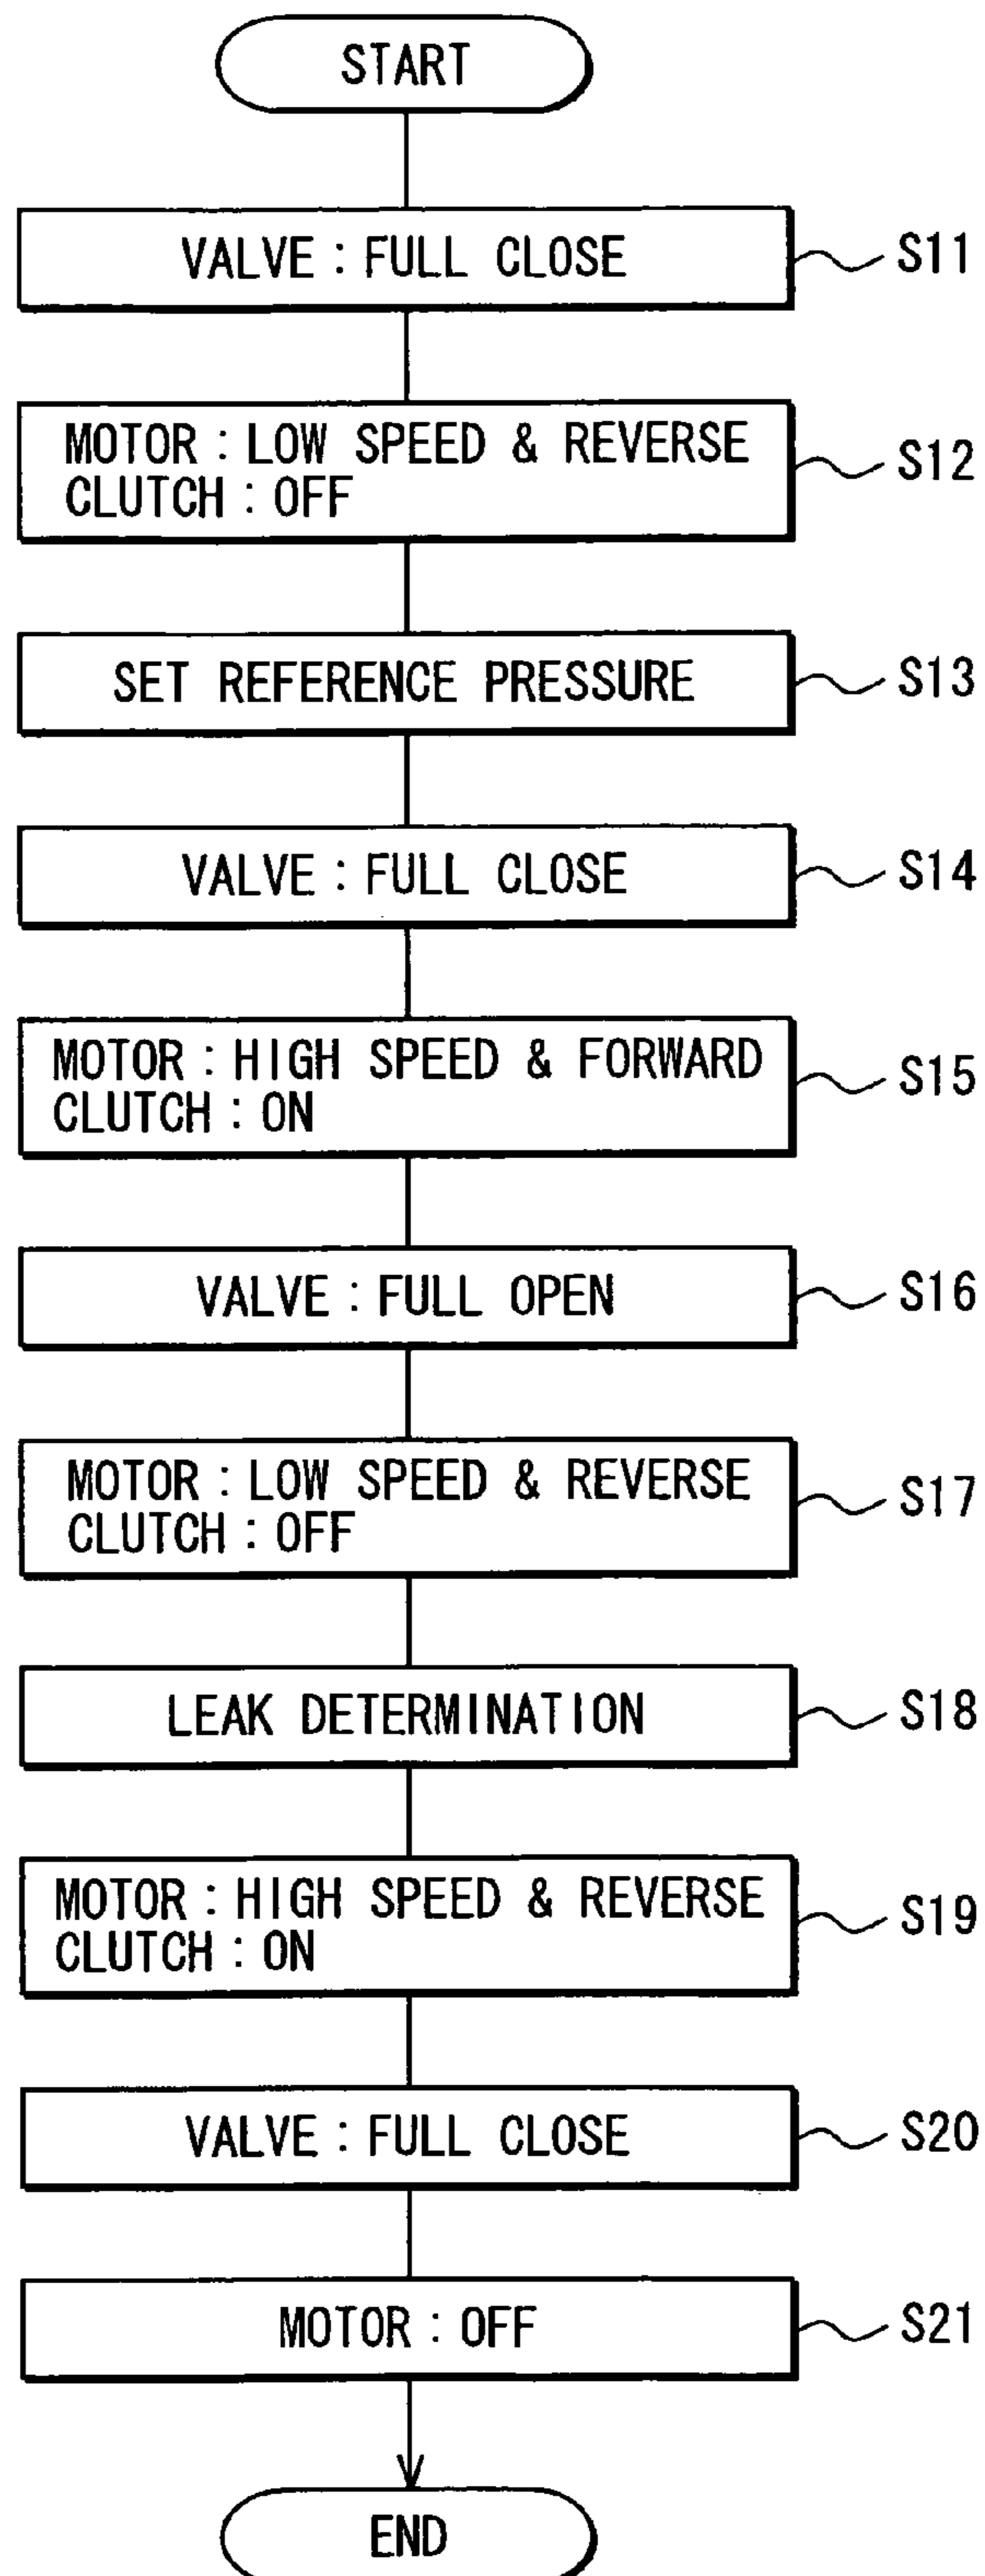 START
VALVE : FULL CLOSE
S11
MOTOR : LOW SPEED & REVERSE
CLUTCH : OFF
S12
SET REFERENCE PRESSURE
S13
VALVE : FULL CLOSE
S14
MOTOR : HIGH SPEED & FORWARD
CLUTCH : ON
S15
VALVE : FULL OPEN
S16
MOTOR : LOW SPEED & REVERSE
CLUTCH : OFF
S17
LEAK DETERMINATION
S18
MOTOR : HIGH SPEED & REVERSE
CLUTCH : ON
S19
VALVE : FULL CLOSE
S20
MOTOR : OFF
S21
END